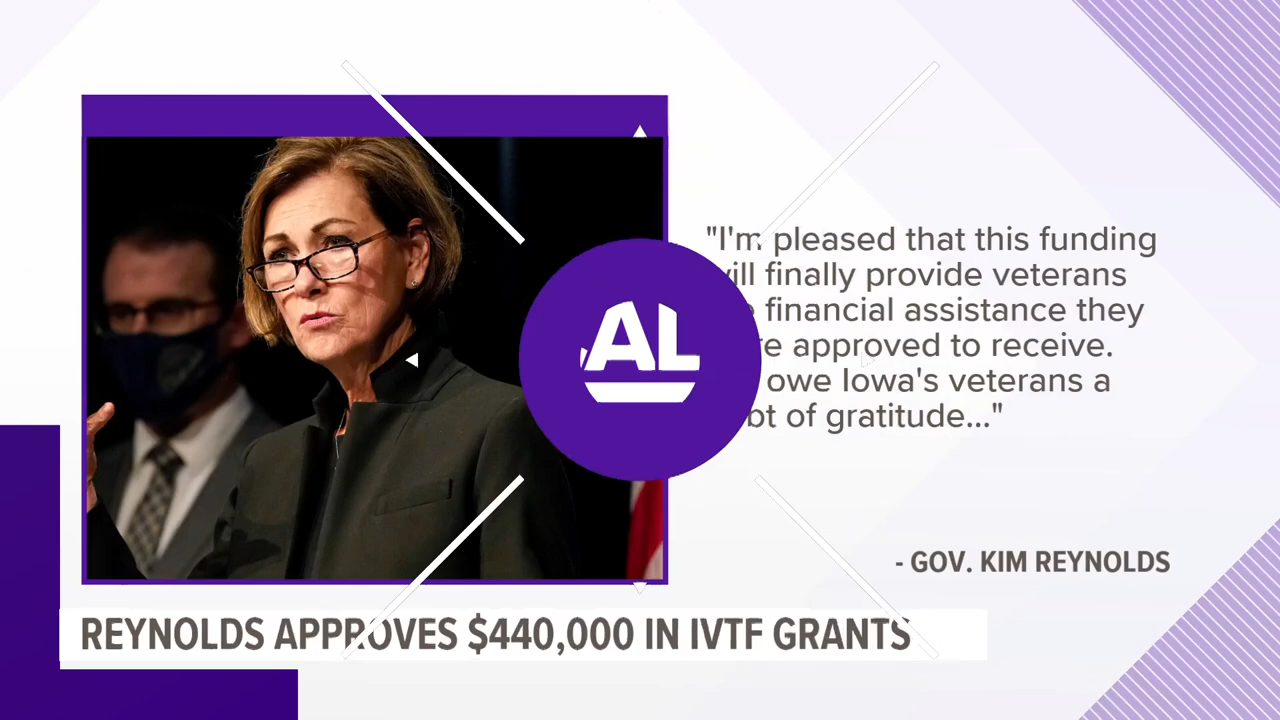 "I'm pleased that this funding
will finally provide veterans
financial assistance they
approved to receive.
owe Iowa's veterans a
of gratitude..."
- GOV. KIM REYNOLDS
AL
REYNOLDS APPROVES $440,000 IN IVTF GRANTS